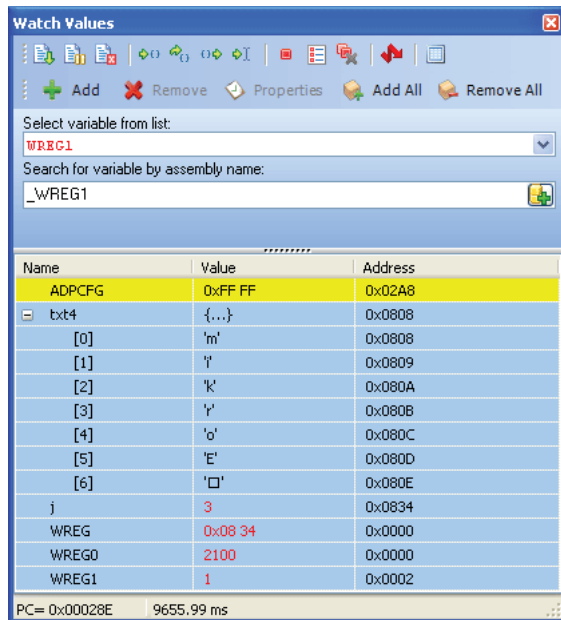 Watch Values
Add Remove Properties Add All Remove All
Select variable from list:
WREG1
Search for variable by assembly name:
_WREG1
Name Value Address
ADPCFG 0xFF FF 0x02A8
txt4 {...} 0x0808
[0] 'm' 0x0808
[1] 'i' 0x0809
[2] 'k' 0x080A
[3] 'r' 0x080B
[4] 'o' 0x080C
[5] 'E' 0x080D
[6] '□' 0x080E
j 3 0x0834
WREG 0x08 34 0x0000
WREG0 2100 0x0000
WREG1 1 0x0002
PC= 0x00028E 9655.99 ms